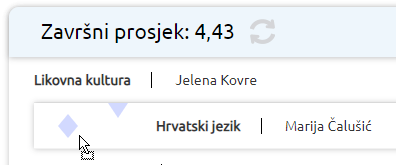 Završni prosjek: 4,43
Likovna kultura | Jelena Kovre
Hrvatski jezik | Marija Čalušić